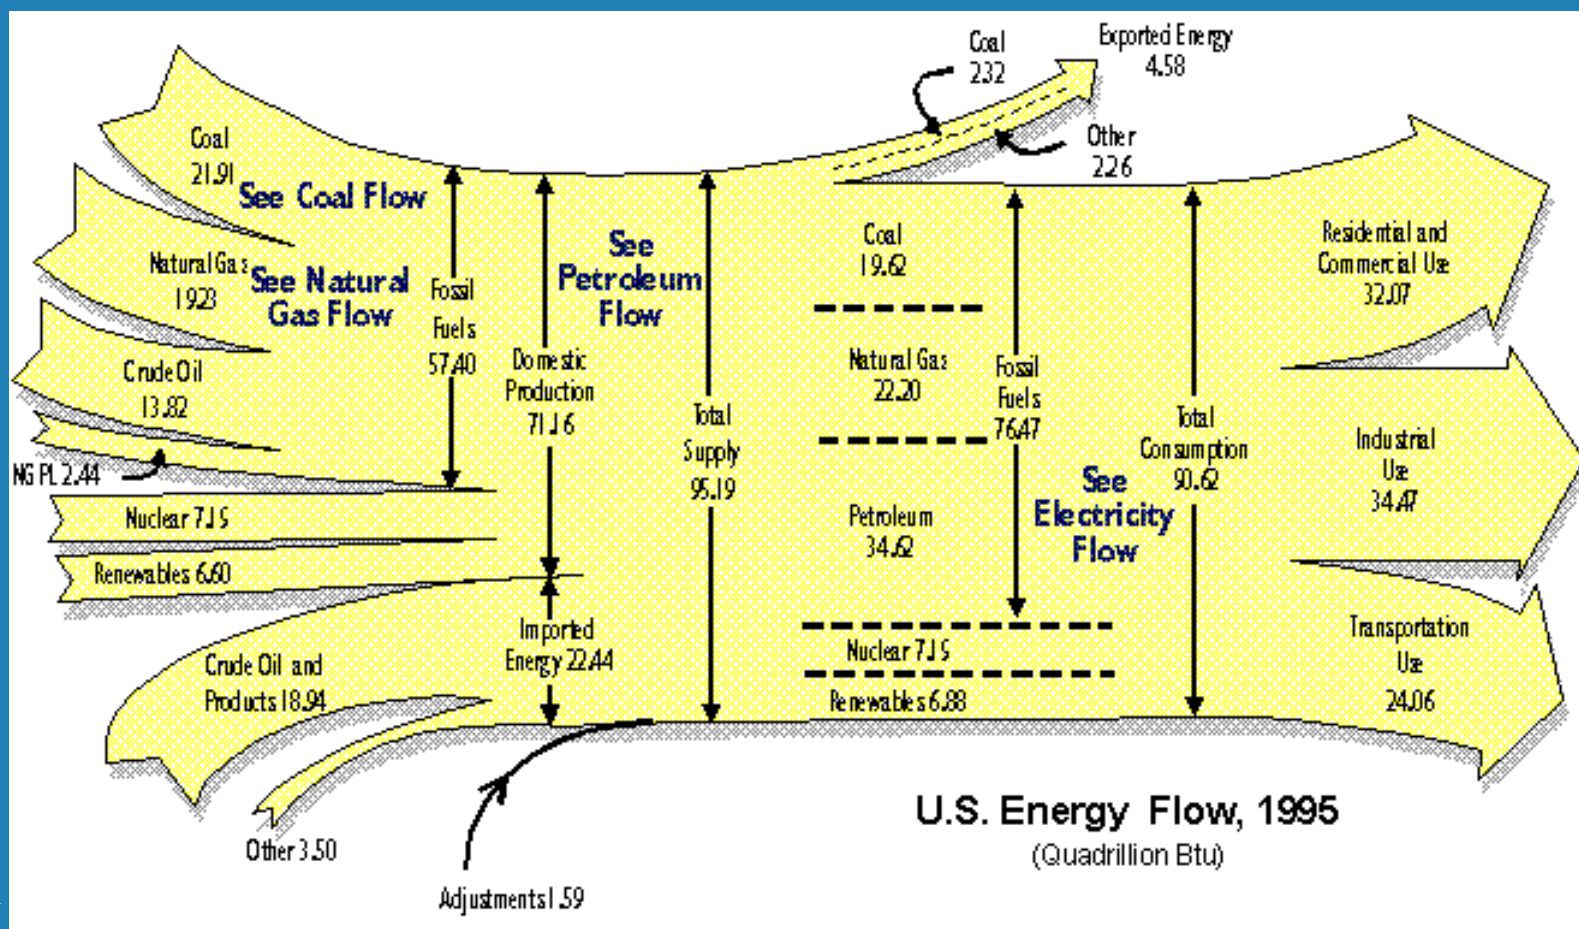 Coal
2.32
Exported Energy
4.58
Other
2.26
Coal
21.91
See Coal Flow
Natural Gas
19.23
See Natural
Gas Flow
Crude Oil
13.82
NGPL 2.44
Nuclear 7.19
Renewables 6.60
Fossil
Fuels
57.40
Domestic
Production
71.16
See
Petroleum
Flow
Imported
Energy 22.44
Crude Oil and
Products 18.94
Other 3.50
Adjustments 1.59
Total
Supply
95.19
Coal
19.62
Natural Gas
22.20
Petroleum
34.62
Nuclear 7.19
Renewables 6.88
Fossil
Fuels
76.47
See
Electricity
Flow
Total
Consumption
90.62
Residential and
Commercial Use
32.07
Industrial
Use
34.47
Transportation
Use
24.06
U.S. Energy Flow, 1995
(Quadrillion Btu)